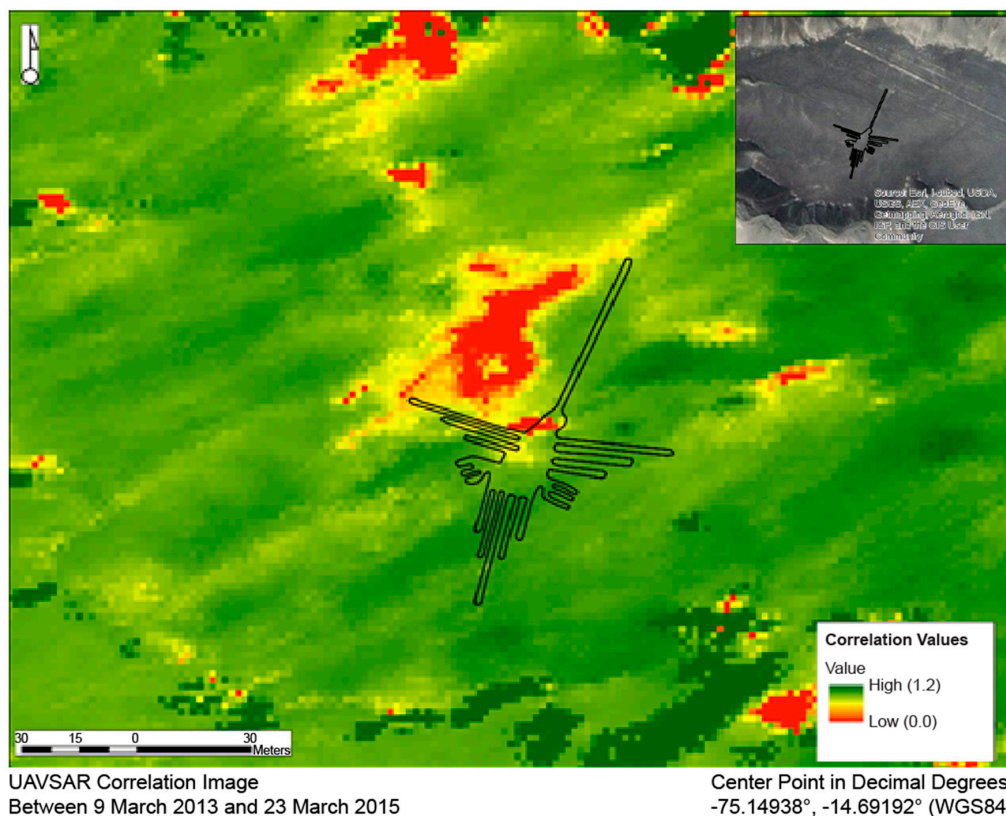 Source: Esri, i-cubed, USDA,
USGS, AEX, GeoEye,
Getmapping, Aerogrid, IGN,
IGP, and the GIS User
Community
Correlation Values
Value
High (1.2)
Low (0.0)
30 15 0 30
Meters
UAVSAR Correlation Image
Between 9 March 2013 and 23 March 2015
Center Point in Decimal Degrees
-75.14938°, -14.69192° (WGS84